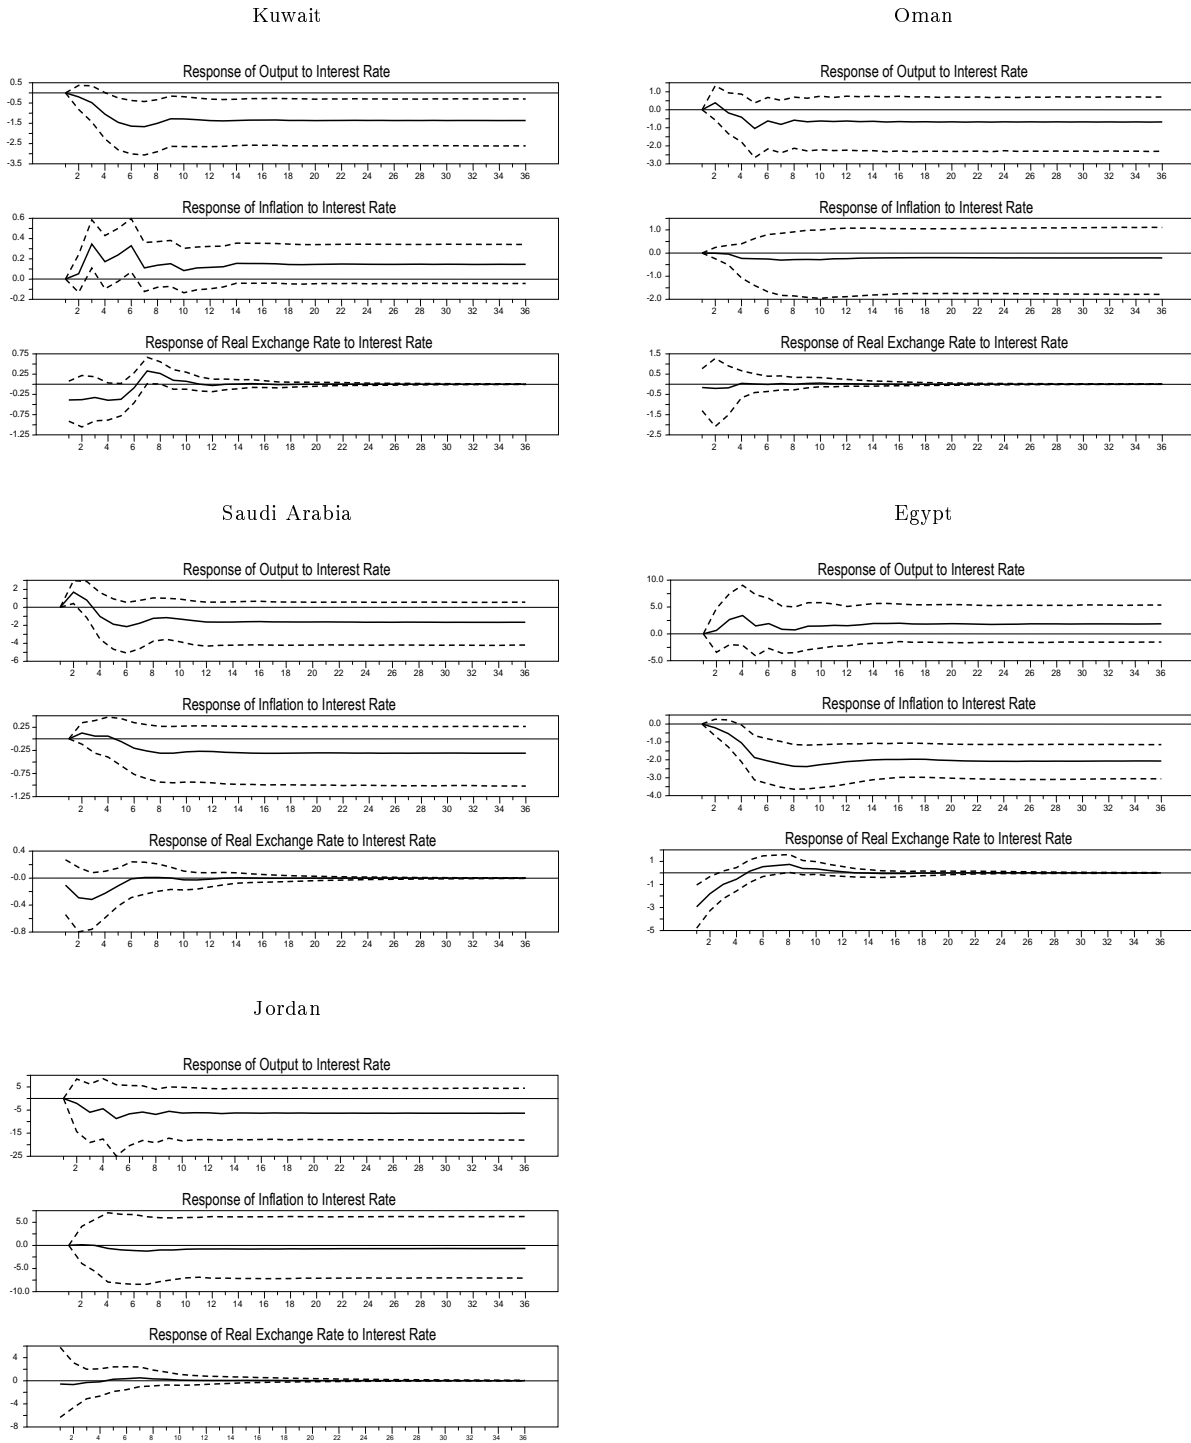 Kuwait
Response of Output to Interest Rate
0.5
-0.5
-1.5
-2.5
-3.5
2 4 6 8 10 12 14 16 18 20 22 24 26 28 30 32 34 36
Response of Inflation to Interest Rate
0.6
0.4
0.2
0.0
-0.2
2 4 6 8 10 12 14 16 18 20 22 24 26 28 30 32 34 36
Response of Real Exchange Rate to Interest Rate
0.75
0.25
-0.25
-0.75
-1.25
2 4 6 8 10 12 14 16 18 20 22 24 26 28 30 32 34 36
Oman
Response of Output to Interest Rate
1.0
0.0
-1.0
-2.0
-3.0
2 4 6 8 10 12 14 16 18 20 22 24 26 28 30 32 34 36
Response of Inflation to Interest Rate
1.0
0.0
-1.0
-2.0
2 4 6 8 10 12 14 16 18 20 22 24 26 28 30 32 34 36
Response of Real Exchange Rate to Interest Rate
1.5
0.5
-0.5
-1.5
-2.5
2 4 6 8 10 12 14 16 18 20 22 24 26 28 30 32 34 36
Saudi Arabia
Response of Output to Interest Rate
2
0
-2
-4
-6
2 4 6 8 10 12 14 16 18 20 22 24 26 28 30 32 34 36
Response of Inflation to Interest Rate
0.25
-0.25
-0.75
-1.25
2 4 6 8 10 12 14 16 18 20 22 24 26 28 30 32 34 36
Response of Real Exchange Rate to Interest Rate
0.4
-0.0
-0.4
-0.8
2 4 6 8 10 12 14 16 18 20 22 24 26 28 30 32 34 36
Egypt
Response of Output to Interest Rate
10.0
5.0
0.0
-5.0
2 4 6 8 10 12 14 16 18 20 22 24 26 28 30 32 34 36
Response of Inflation to Interest Rate
0.0
-1.0
-2.0
-3.0
-4.0
2 4 6 8 10 12 14 16 18 20 22 24 26 28 30 32 34 36
Response of Real Exchange Rate to Interest Rate
1
-1
-3
-5
2 4 6 8 10 12 14 16 18 20 22 24 26 28 30 32 34 36
Jordan
Response of Output to Interest Rate
5
-5
-15
-25
2 4 6 8 10 12 14 16 18 20 22 24 26 28 30 32 34 36
Response of Inflation to Interest Rate
5.0
0.0
-5.0
-10.0
2 4 6 8 10 12 14 16 18 20 22 24 26 28 30 32 34 36
Response of Real Exchange Rate to Interest Rate
4
0
-4
-8
2 4 6 8 10 12 14 16 18 20 22 24 26 28 30 32 34 36